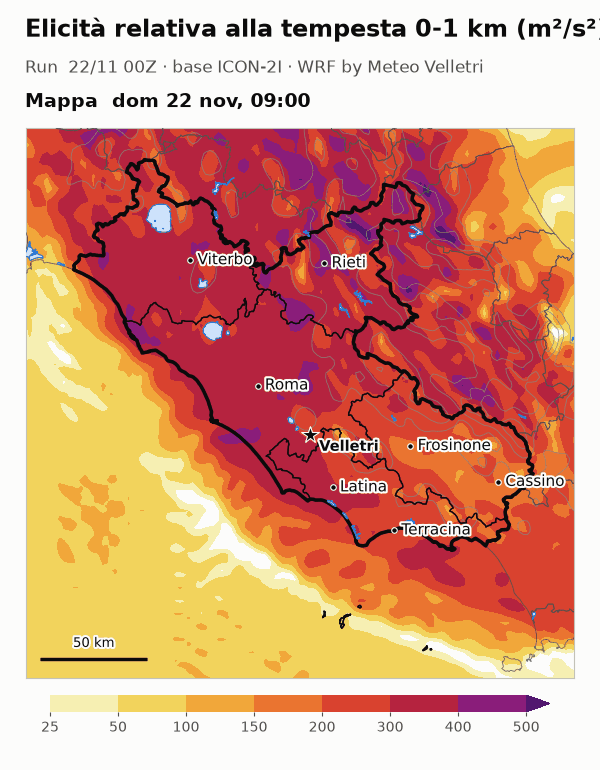 Elicità relativa alla tempesta 0-1 km (m²/s²)
Run 22/11 00Z · base ICON-2I · WRF by Meteo Velletri
Mappa dom 22 nov, 09:00
Viterbo
Rieti
Roma
Velletri
Frosinone
Cassino
Latina
Terracina
50 km
25 50 100 150 200 300 400 500